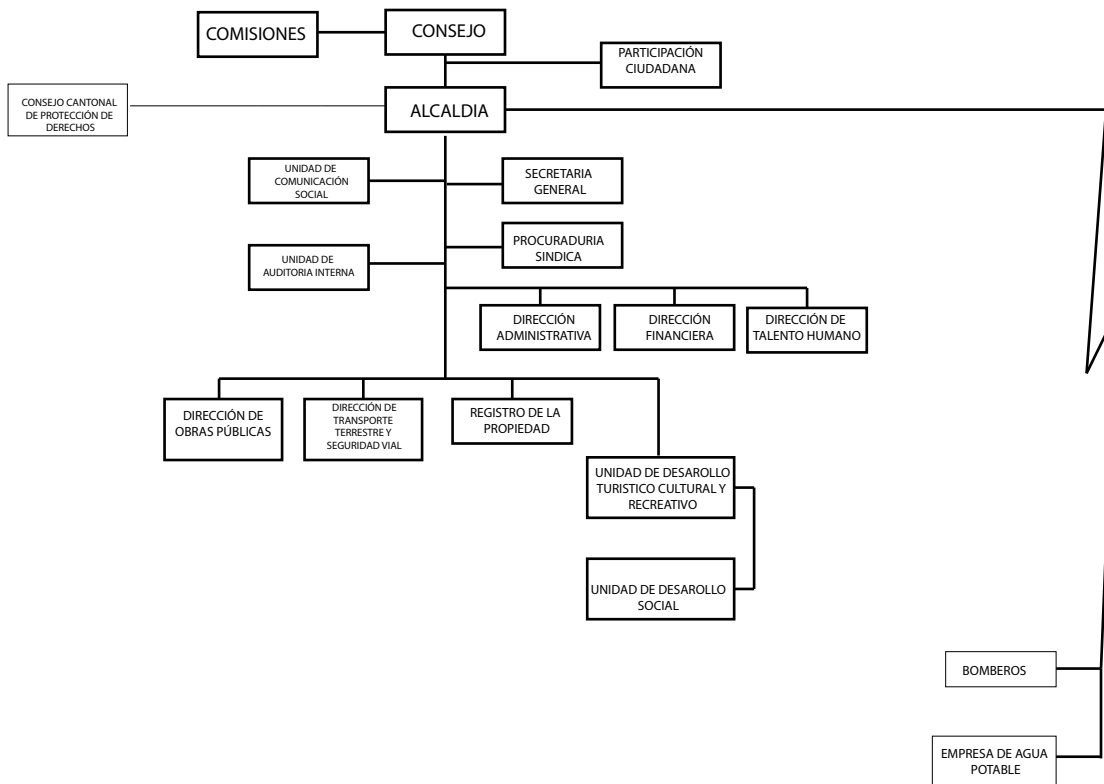 COMISIONES
CONSEJO
PARTICIPACIÓN
CIUDADANA
CONSEJO CANTONAL
DE PROTECCIÓN DE
DERECHOS
ALCALDIA
UNIDAD DE
COMUNICACIÓN
SOCIAL
SECRETARIA
GENERAL
UNIDAD DE
AUDITORIA INTERNA
PROCURADURIA
SINDICA
DIRECCIÓN
ADMINISTRATIVA
DIRECCIÓN
FINANCIERA
DIRECCIÓN DE
TALENTO HUMANO
DIRECCIÓN DE
OBRAS PÚBLICAS
DIRECCIÓN DE
TRANSPORTE
TERRESTRE Y
SEGURIDAD VIAL
REGISTRO DE LA
PROPIEDAD
UNIDAD DE DESAROLLO
TURISTICO CULTURAL Y
RECREATIVO
UNIDAD DE DESAROLLO
SOCIAL
BOMBEROS
EMPRESA DE AGUA
POTABLE